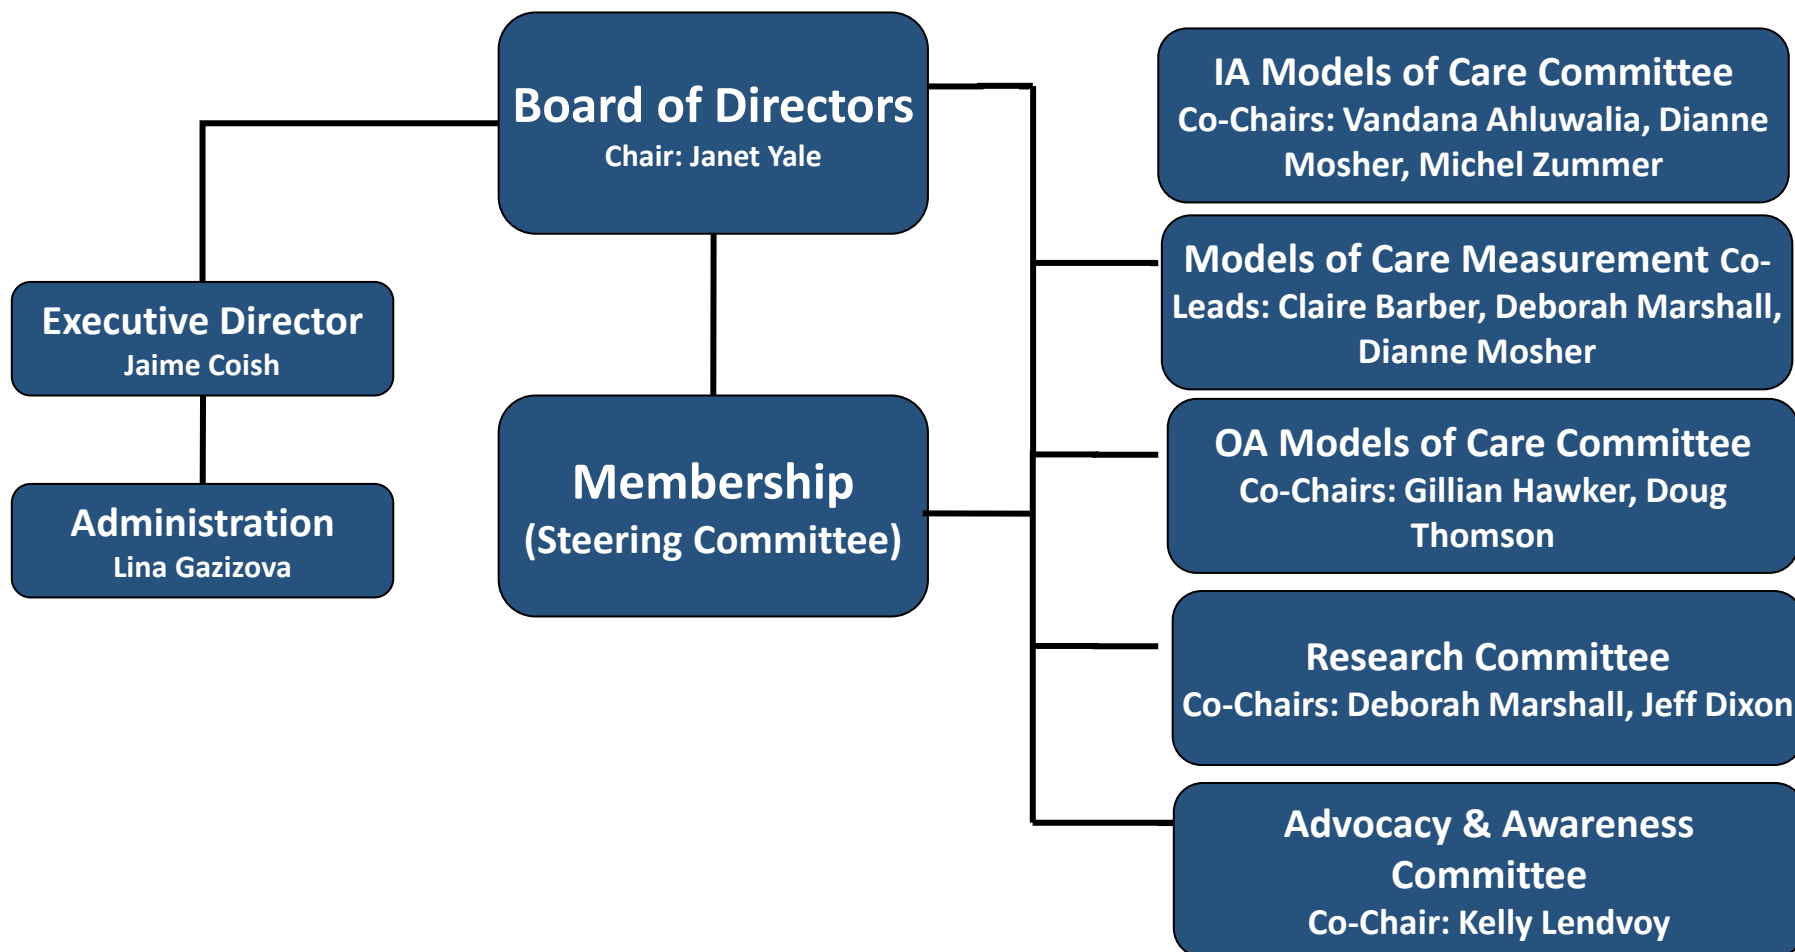 Board of Directors
Chair: Janet Yale
Executive Director
Jaime Coish
Administration
Lina Gazizova
Membership
(Steering Committee)
IA Models of Care Committee
Co-Chairs: Vandana Ahluwalia, Dianne
Mosher, Michel Zummer
Models of Care Measurement Co-
Leads: Claire Barber, Deborah Marshall,
Dianne Mosher
OA Models of Care Committee
Co-Chairs: Gillian Hawker, Doug
Thomson
Research Committee
Co-Chairs: Deborah Marshall, Jeff Dixon
Advocacy & Awareness
Committee
Co-Chair: Kelly Lendvoy